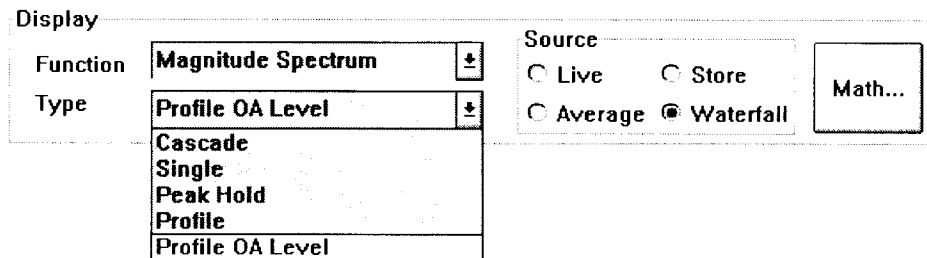 Display
Function Magnitude Spectrum
Type Profile OA Level
Cascade
Single
Peak Hold
Profile
Profile OA Level
Source
Live Store
Average Waterfall
Math...